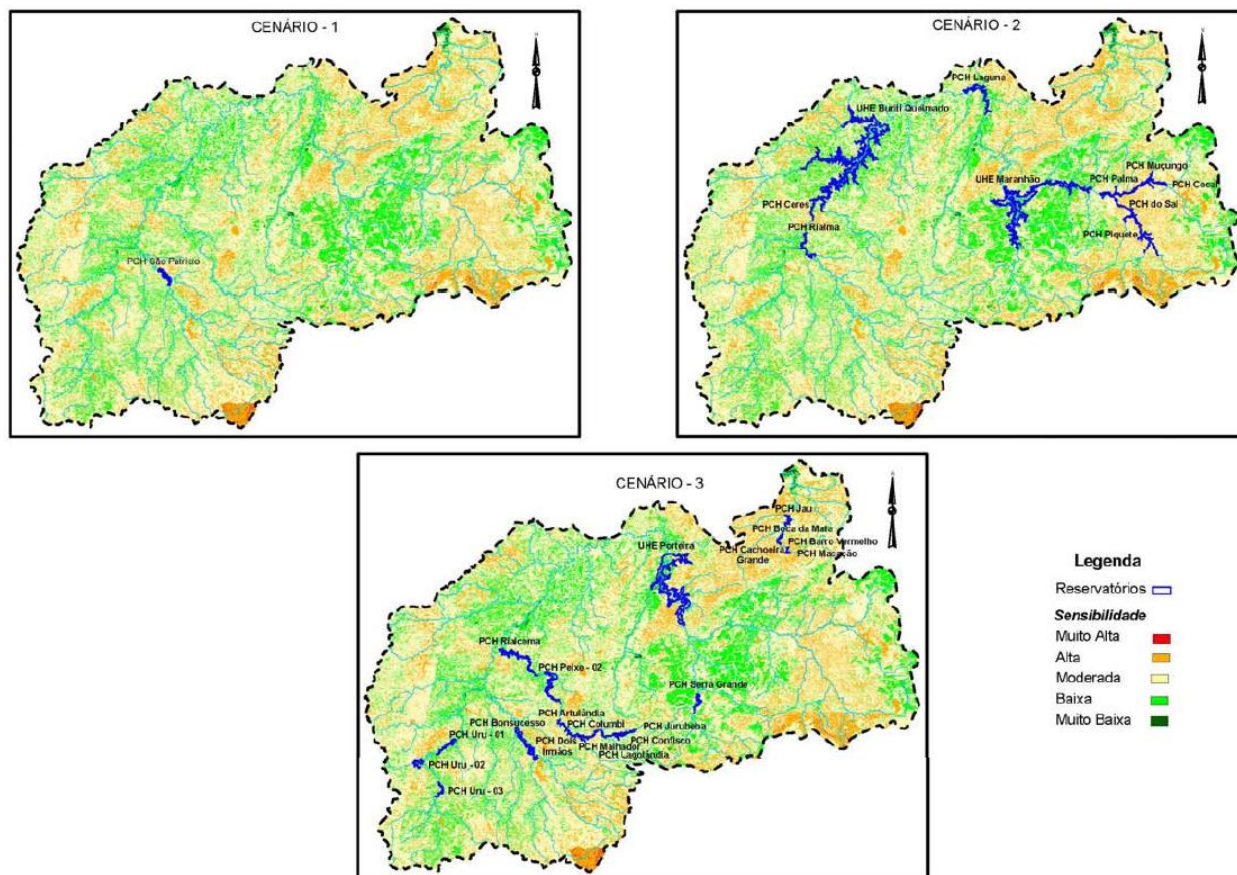 CENÁRIO - 1
PCH São Patrício
CENÁRIO - 2
PCH Laguna
UHE Buriti Queimado
PCH Muçungo
UHE Maranhão
PCH Palma
PCH Cocal
PCH Ceres
PCH do Sal
PCH Rialma
PCH Piquete
CENÁRIO - 3
PCH Jau
PCH Boca da Mata
UHE Porteira
PCH Barro Vermelho
PCH Cachoeira
Grande
PCH Macacão
PCH Rialcema
PCH Peixe - 02
PCH Serra Grande
PCH Artulândia
PCH Bonsucesso
PCH Columbi
PCH Jurubeba
PCH Uru - 01
PCH Dois
Irmãos
PCH Malhador
PCH Confisco
PCH Lagolândia
PCH Uru - 02
PCH Uru - 03
Legenda
Reservatórios
Sensibilidade
Muito Alta
Alta
Moderada
Baixa
Muito Baixa